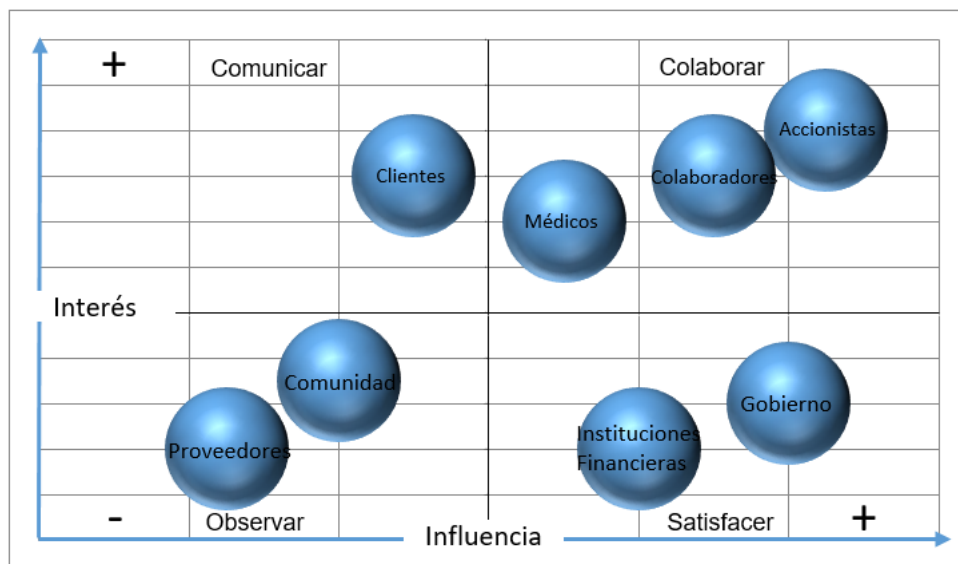 +
Comunicar
Colaborar
Accionistas
Clientes
Colaboradores
Médicos
Interés
Comunidad
Gobierno
Proveedores
Instituciones
Financieras
-
Observar
Influencia
Satisfacer
+